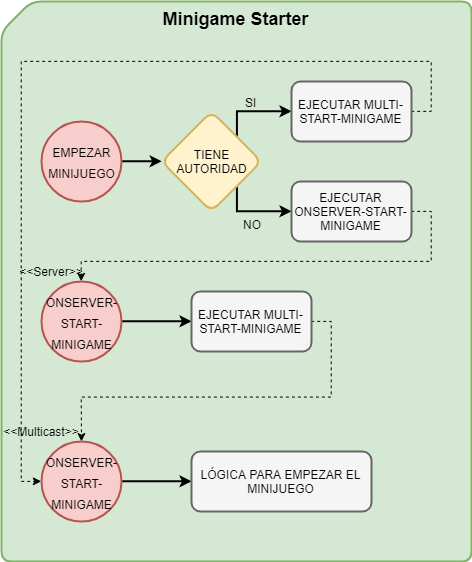 Minigame Starter
SI
EJECUTAR MULTI-
START-MINIGAME
EMPEZAR
MINIJUEGO
TIENE
AUTORIDAD
NO
EJECUTAR
ONSERVER-START-
MINIGAME
<<Server>>
ONSERVER-
START-
MINIGAME
EJECUTAR MULTI-
START-MINIGAME
<<Multicast>>
ONSERVER-
START-
MINIGAME
LÓGICA PARA EMPEZAR EL
MINIJUEGO